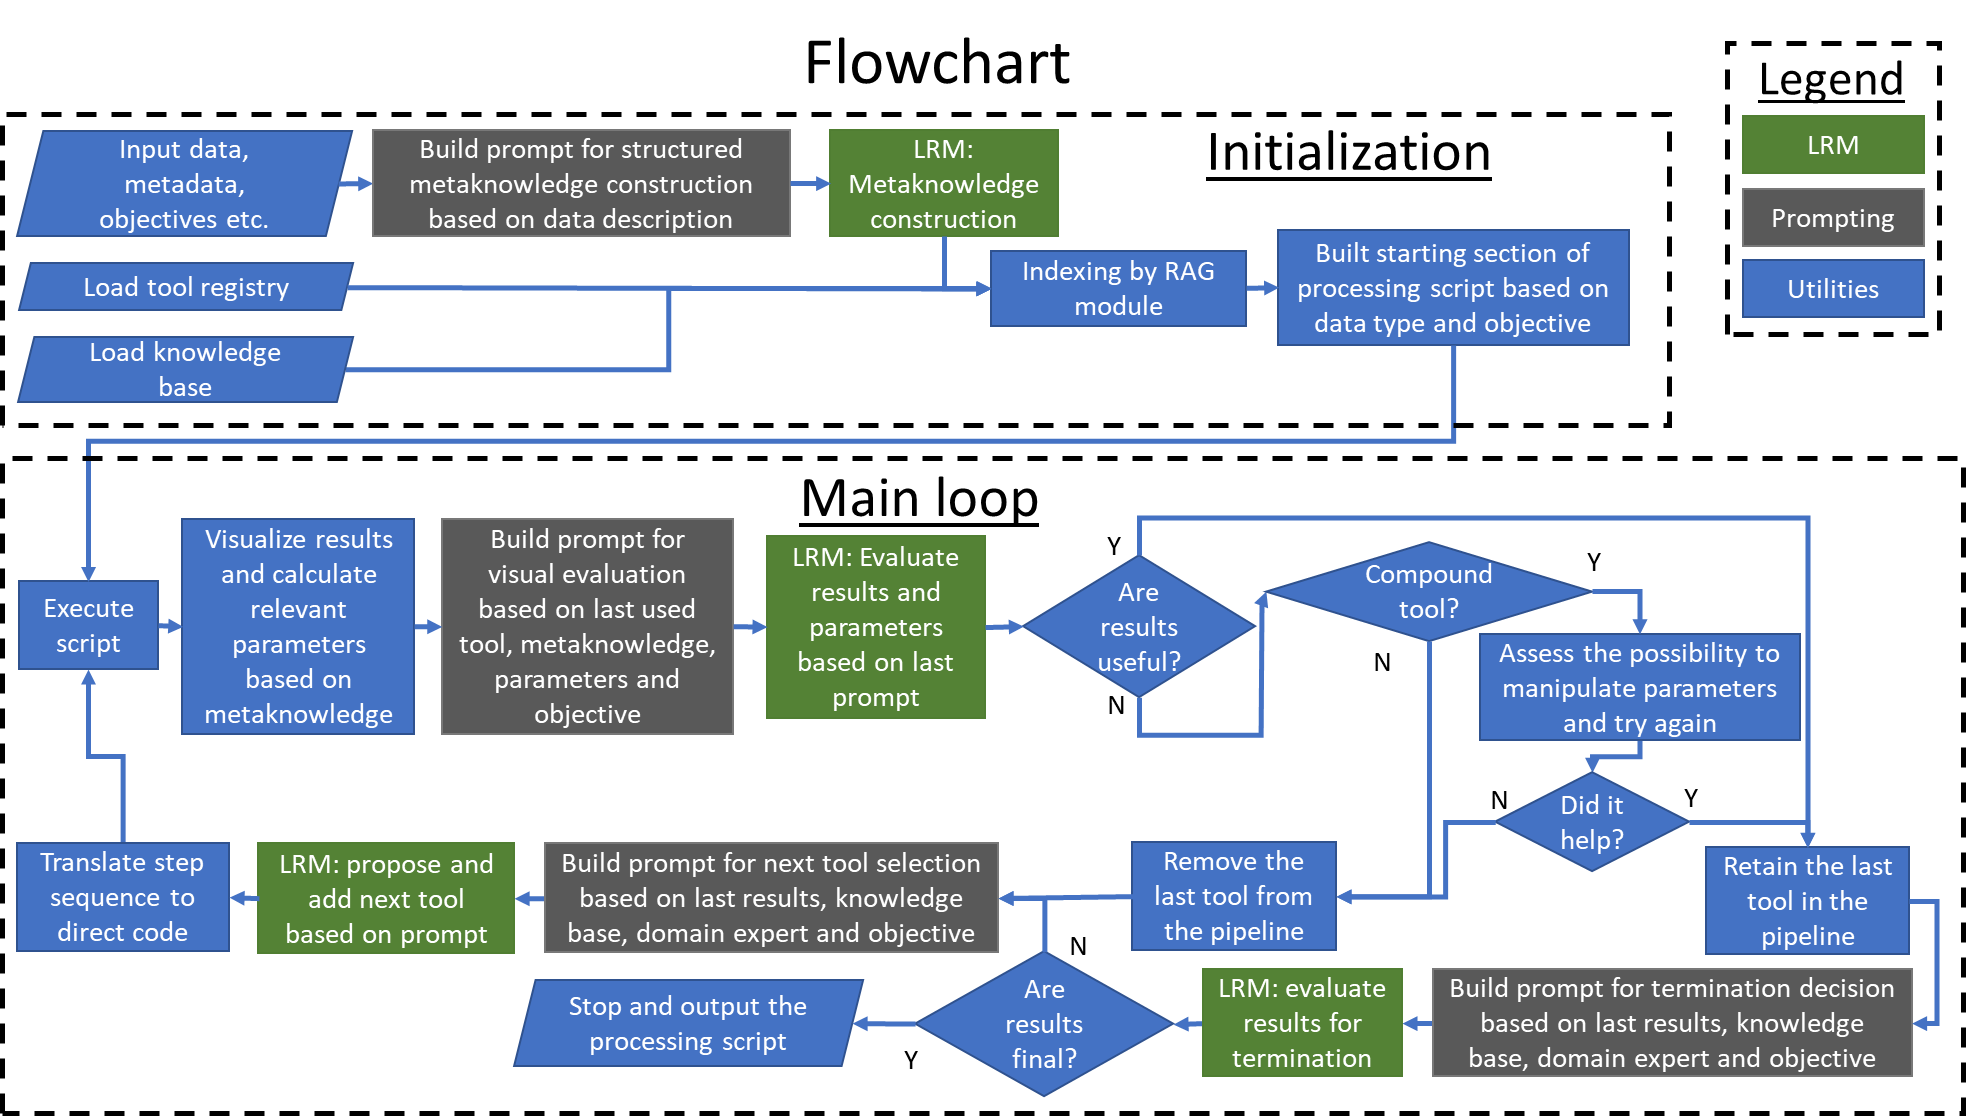 Flowchart
Legend
LRM
Prompting
Utilities
Initialization
Input data,
metadata,
objectives etc.
Build prompt for structured
metaknowledge construction
based on data description
LRM:
Metaknowledge
construction
Load tool registry
Load knowledge
base
Indexing by RAG
module
Built starting section of
processing script based on
data type and objective
Main loop
Execute
script
Visualize results
and calculate
relevant
parameters
based on
metaknowledge
Build prompt for
visual evaluation
based on last used
tool, metaknowledge,
parameters and
objective
LRM: Evaluate
results and
parameters
based on last
prompt
Y
Are
results
useful?
N
Compound
tool?
Y
N
Assess the possibility to
manipulate parameters
and try again
N
Did it
help?
Y
Translate step
sequence to
direct code
LRM: propose and
add next tool
based on prompt
Build prompt for next tool selection
based on last results, knowledge
base, domain expert and objective
Remove the
last tool from
the pipeline
Retain the last
tool in the
pipeline
N
Stop and output the
processing script
Y
Are
results
final?
LRM: evaluate
results for
termination
Build prompt for termination decision
based on last results, knowledge
base, domain expert and objective